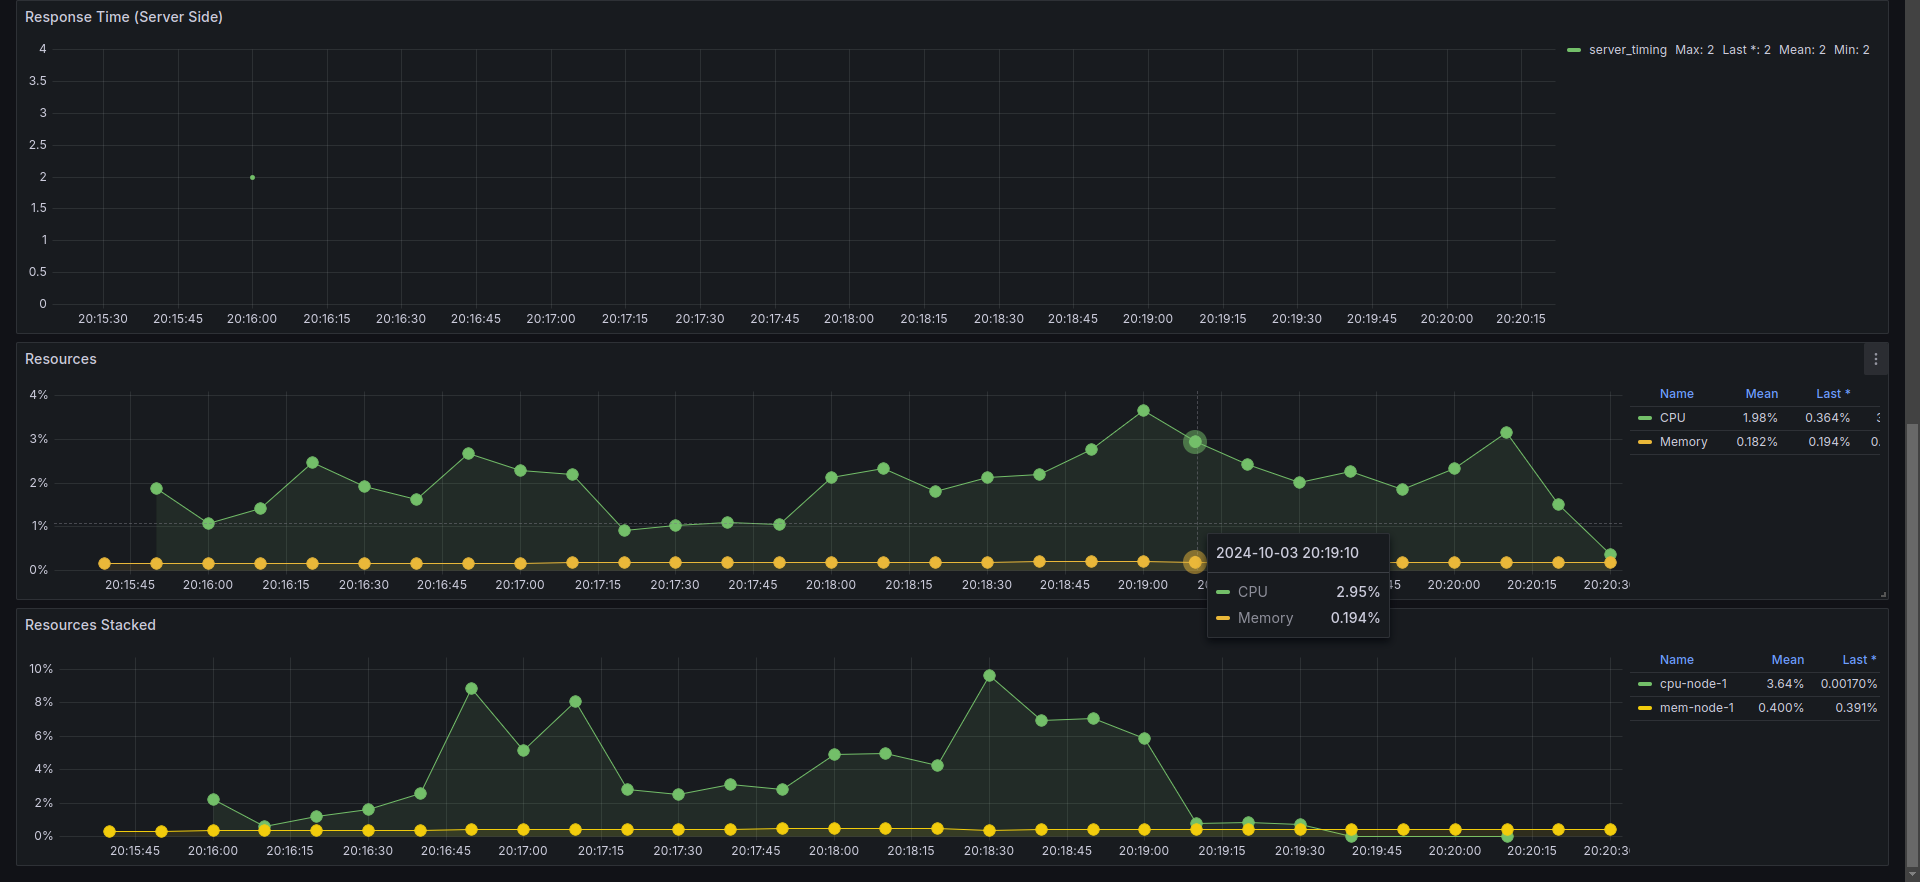 Response Time (Server Side)
4
3.5
3
2.5
2
1.5
1
0.5
0
20:15:30 20:15:45 20:16:00 20:16:15 20:16:30 20:16:45 20:17:00 20:17:15 20:17:30 20:17:45 20:18:00 20:18:15 20:18:30 20:18:45 20:19:00 20:19:15 20:19:30 20:19:45 20:20:00 20:20:15
server_timing Max: 2 Last *: 2 Mean: 2 Min: 2
Resources
4%
3%
2%
1%
0%
20:15:45 20:16:00 20:16:15 20:16:30 20:16:45 20:17:00 20:17:15 20:17:30 20:17:45 20:18:00 20:18:15 20:18:30 20:18:45 20:19:00 20:20:00 20:20:15 20:20:3
Name Mean Last *
CPU 1.98% 0.364%
Memory 0.182% 0.194% 0.
2024-10-03 20:19:10
CPU 2.95%
Memory 0.194%
Resources Stacked
10%
8%
6%
4%
2%
0%
20:15:45 20:16:00 20:16:15 20:16:30 20:16:45 20:17:00 20:17:15 20:17:30 20:17:45 20:18:00 20:18:15 20:18:30 20:18:45 20:19:00 20:19:15 20:19:30 20:19:45 20:20:00 20:20:15 20:20:3
Name Mean Last *
cpu-node-1 3.64% 0.00170%
mem-node-1 0.400% 0.391%